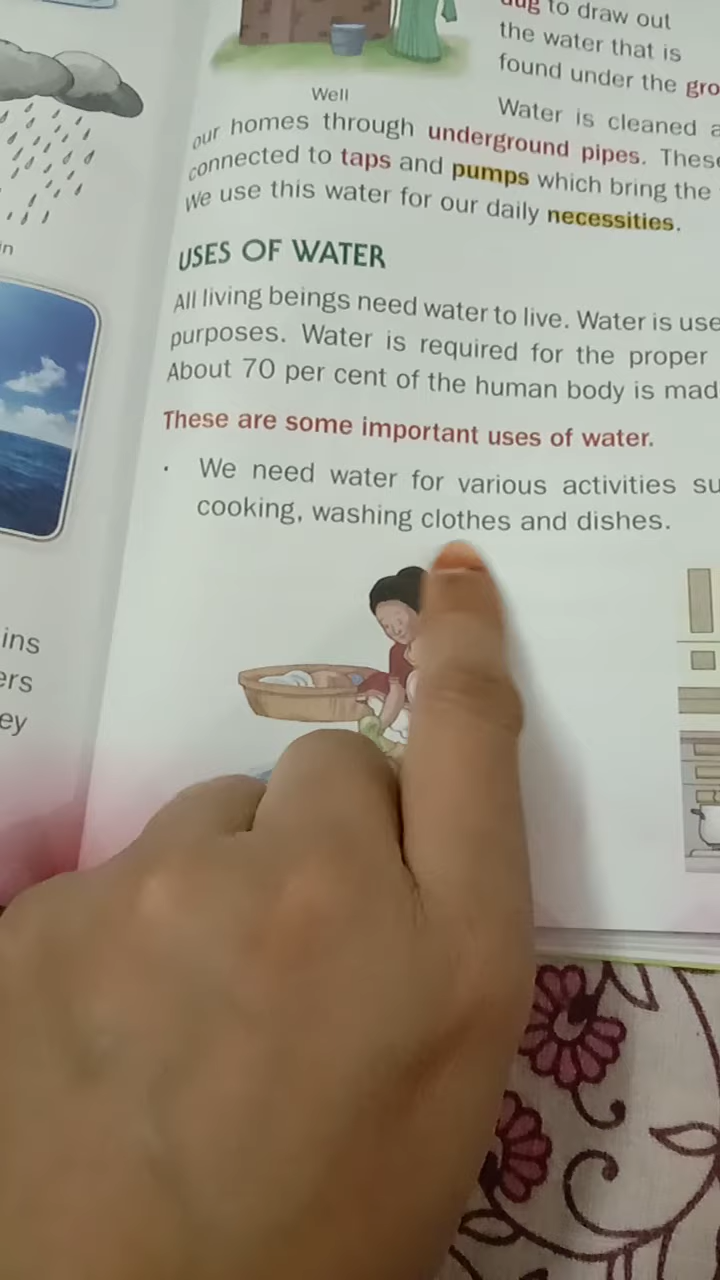 to draw out
the water that is
found under the
Well
Water is cleaned
our homes through underground pipes.
connected to taps and pumps which bring the
We use this water for our daily necessities.
USES OF WATER
All living beings need water to live. Water is
purposes. Water is required for the proper
About 70 per cent of the human body is
These are some important uses of water.
· We need water for various activities
cooking, washing clothes and dishes.
ins
ers
ey